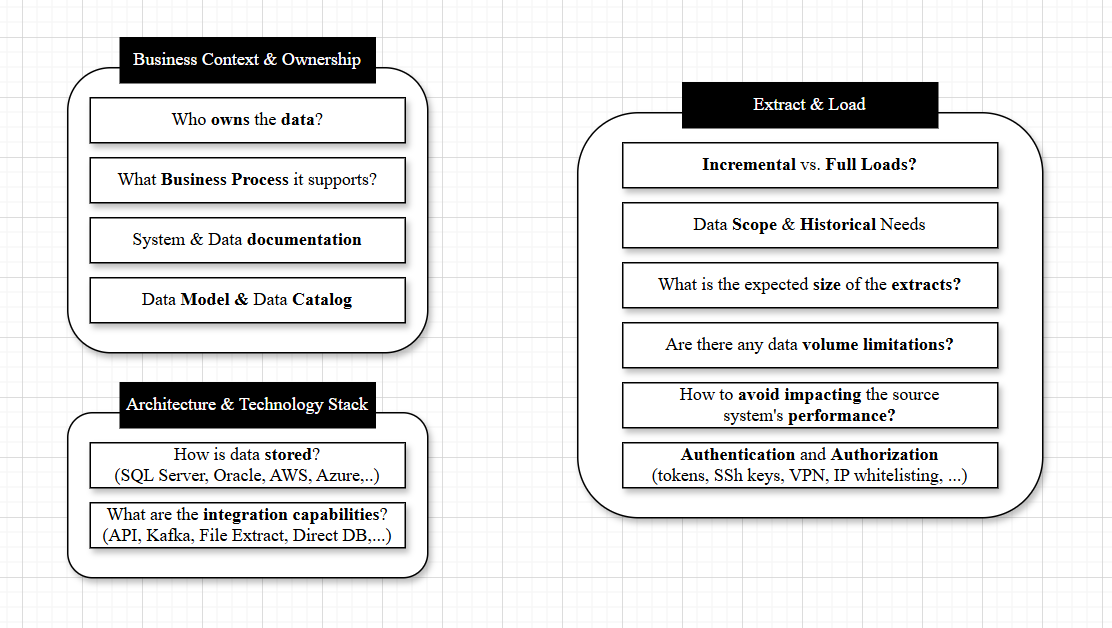 Business Context & Ownership
Who owns the data?
What Business Process it supports?
System & Data documentation
Data Model & Data Catalog
Architecture & Technology Stack
How is data stored?
(SQL Server, Oracle, AWS, Azure,..)
What are the integration capabilities?
(API, Kafka, File Extract, Direct DB,...)
Extract & Load
Incremental vs. Full Loads?
Data Scope & Historical Needs
What is the expected size of the extracts?
Are there any data volume limitations?
How to avoid impacting the source
system's performance?
Authentication and Authorization
(tokens, SSh keys, VPN, IP whitelisting, ...)